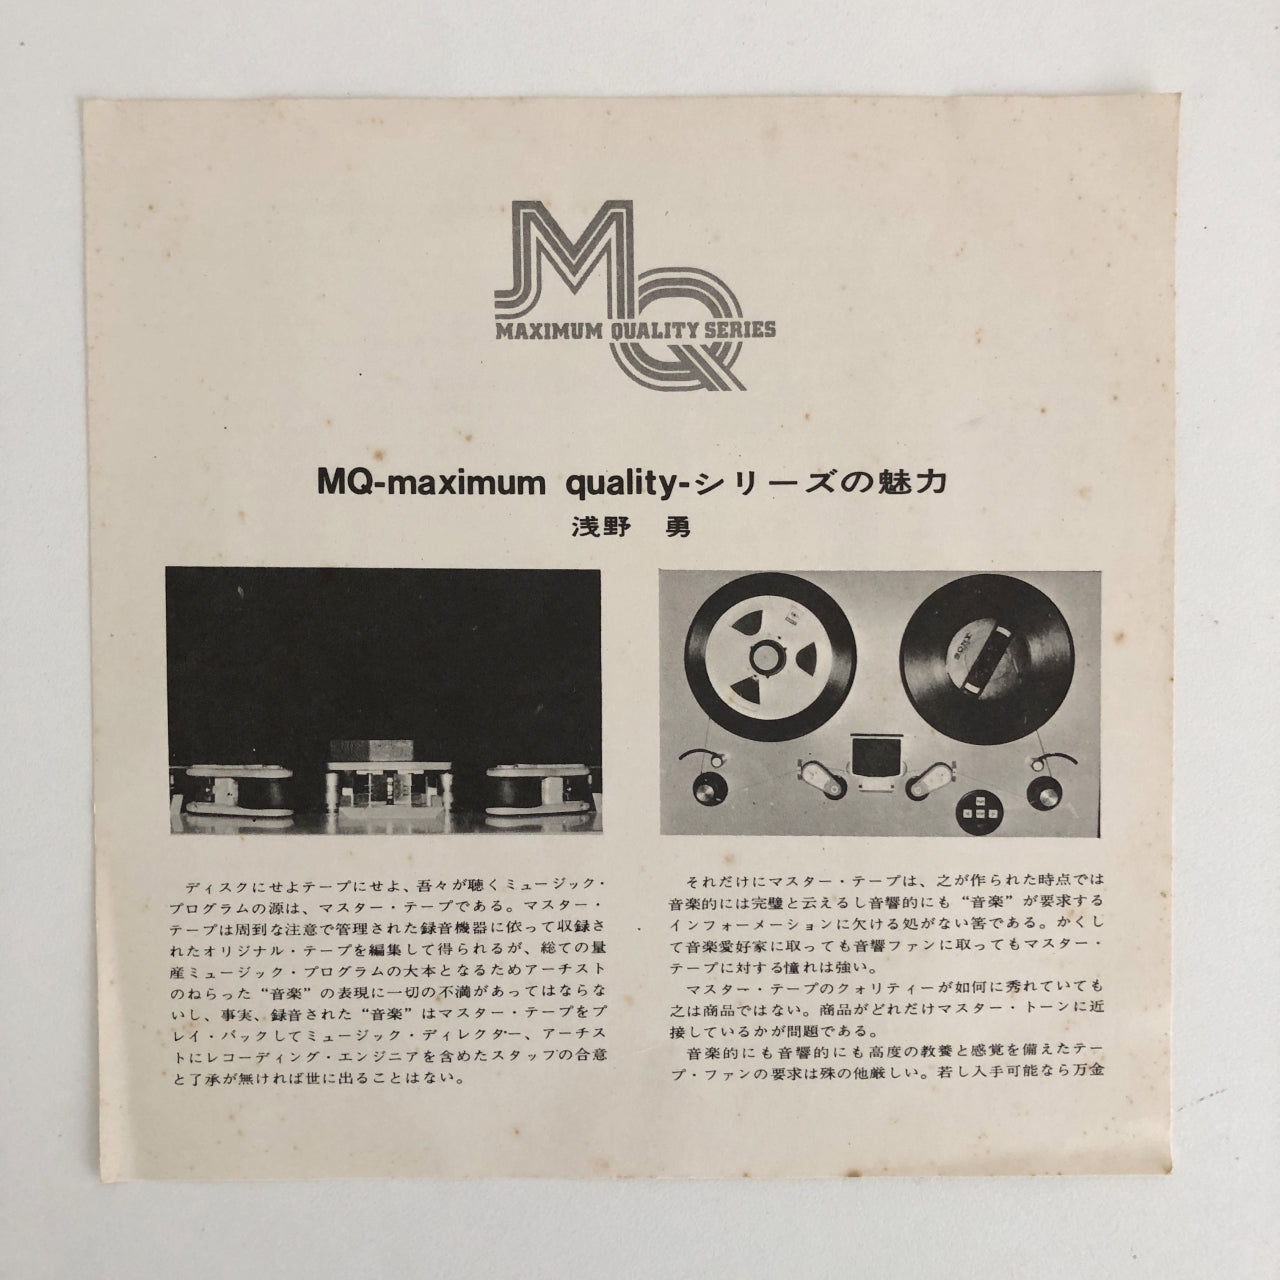 MQ
MAXIMUM QUALITY SERIES
MQ-maximum quality-シリーズの魅力
浅野 勇
SONY
ディスクにせよテープにせよ、吾々が聴くミュージック・
プログラムの源は、マスター・テープである。マスター・
テープは周到な注意で管理された録音機器に依って収録さ
れたオリジナル・テープを編集して得られるが、総ての量
産ミュージック・プログラムの大本となるためアーチスト
のねらった“音楽”の表現に一切の不満があってはならな
いし、事実、録音された“音楽”はマスター・テープをプ
レイ・バックしてミュージック・ディレクター、アーチス
トにレコーディング・エンジニアを含めたスタッフの合意
と了承が無ければ世に出ることはない。
それだけにマスター・テープは、之が作られた時点では
音楽的には完璧と云えるし音響的にも“音楽”が要求する
インフォーメーションに欠ける処がない筈である。かくし
て音楽愛好家に取っても音響ファンに取ってもマスター・
テープに対する憧れは強い。
マスター・テープのクォリティーが如何に秀れていても
之は商品ではない。商品がどれだけマスター・トーンに近
接しているかが問題である。
音楽的にも音響的にも高度の教養と感覚を備えたテー
プ・ファンの要求は殊の他厳しい。若し入手可能なら万金